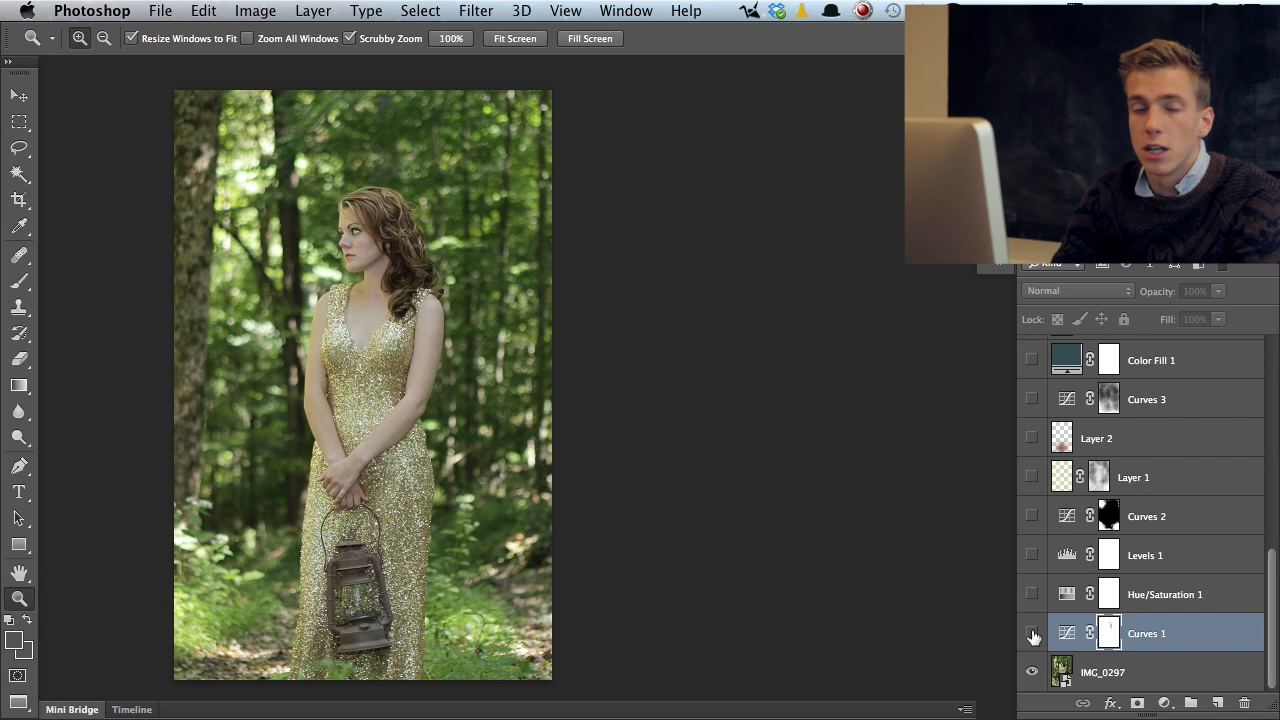 Photoshop File Edit Image Layer Type Select Filter 3D View Window Help
Resize Windows to Fit Zoom All Windows Scrubby Zoom 100% Fit Screen Fill Screen
Normal Opacity: 100%
Lock: Fill: 100%
Color Fill 1
Curves 3
Layer 2
Layer 1
Curves 2
Levels 1
Hue/Saturation 1
Curves 1
IMG_0297
Mini Bridge Timeline